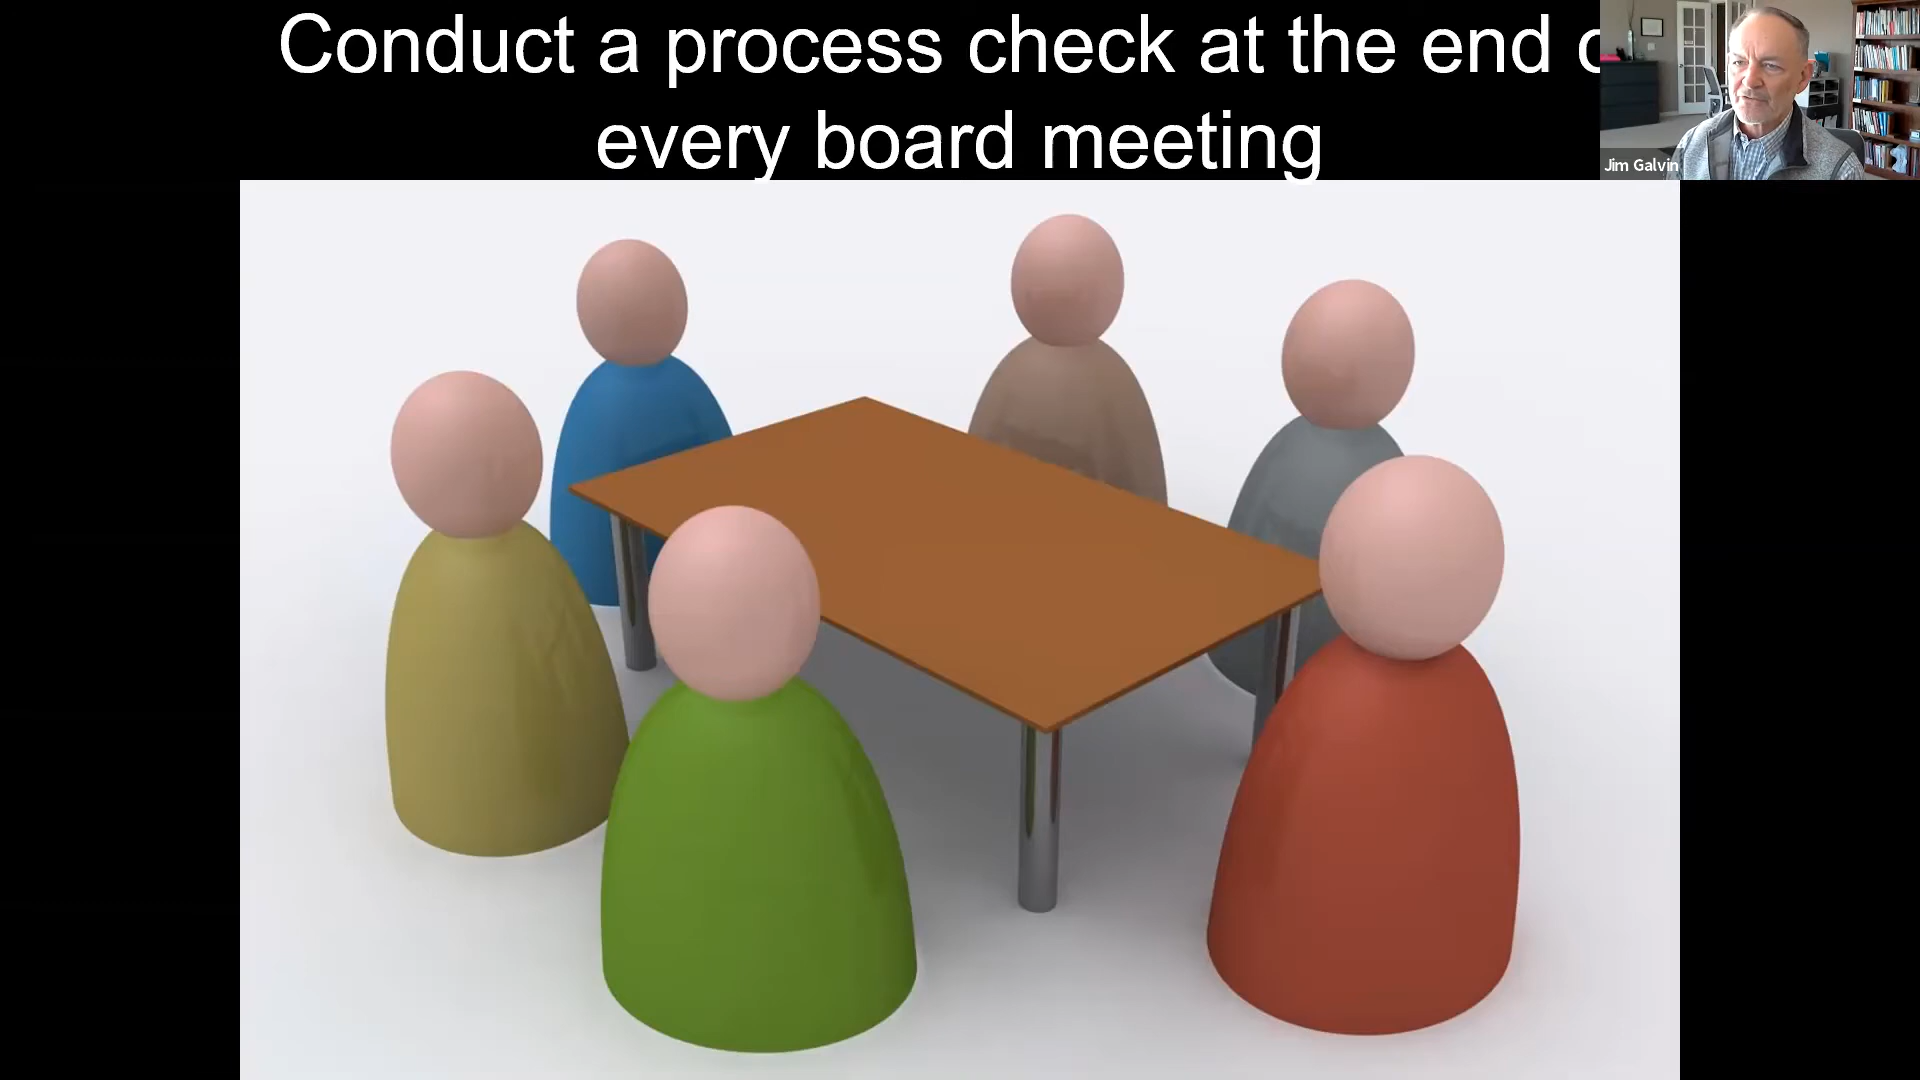 Conduct a process check at the end
every board meeting
Jim Galvin